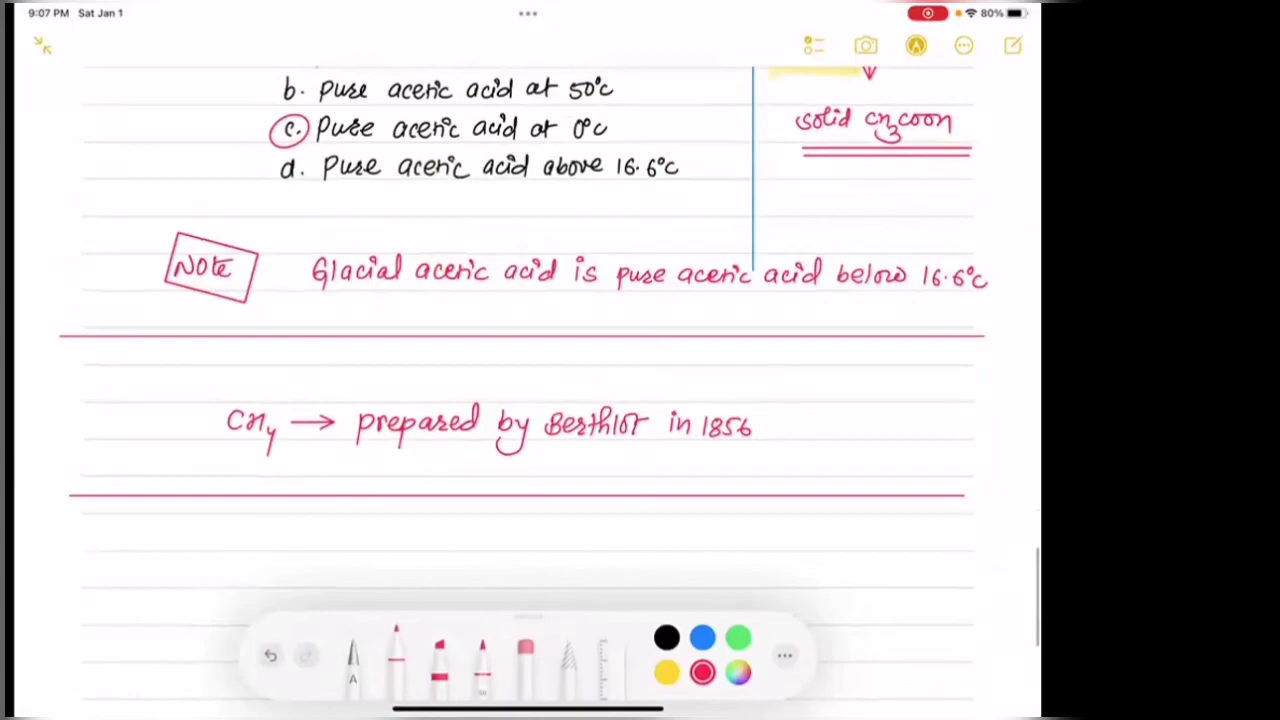 9:07 PM Sat Jan 1
80%
b. Pure acetic acid at 50°c
c. Pure acetic acid at 0°c
d. Pure acetic acid above 16.6°c
solid CH3COOH
Note Glacial acetic acid is pure acetic acid below 16.6°c
CH4 → prepared by Berthlot in 1856
A
50